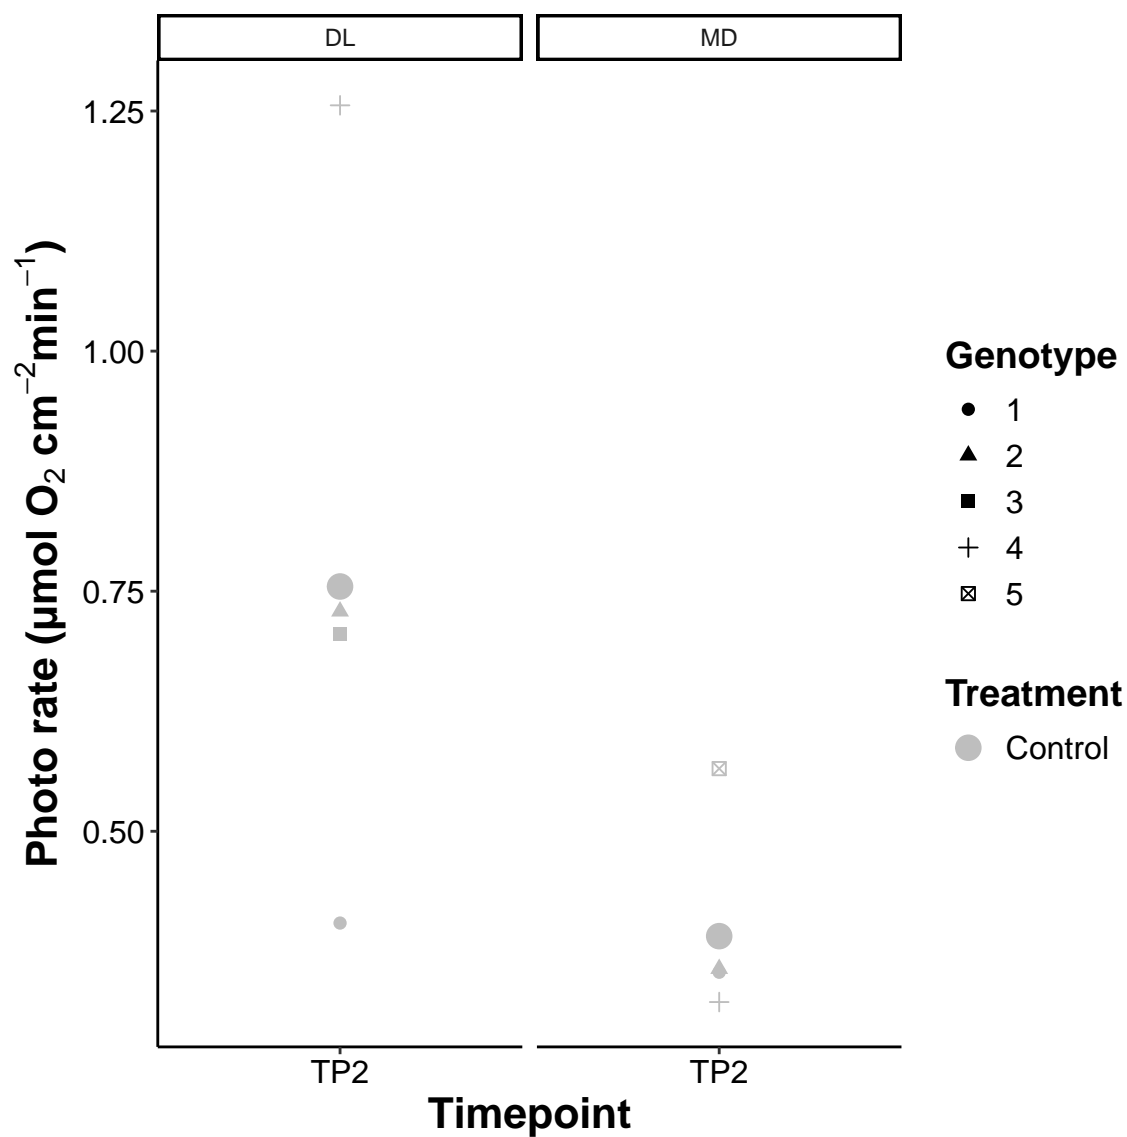 DL
MD
1.25
1.00
0.75
0.50
Photo rate (µmol O₂ cm⁻²min⁻¹)
TP2
TP2
Timepoint
Genotype
1
2
3
4
5
Treatment
Control